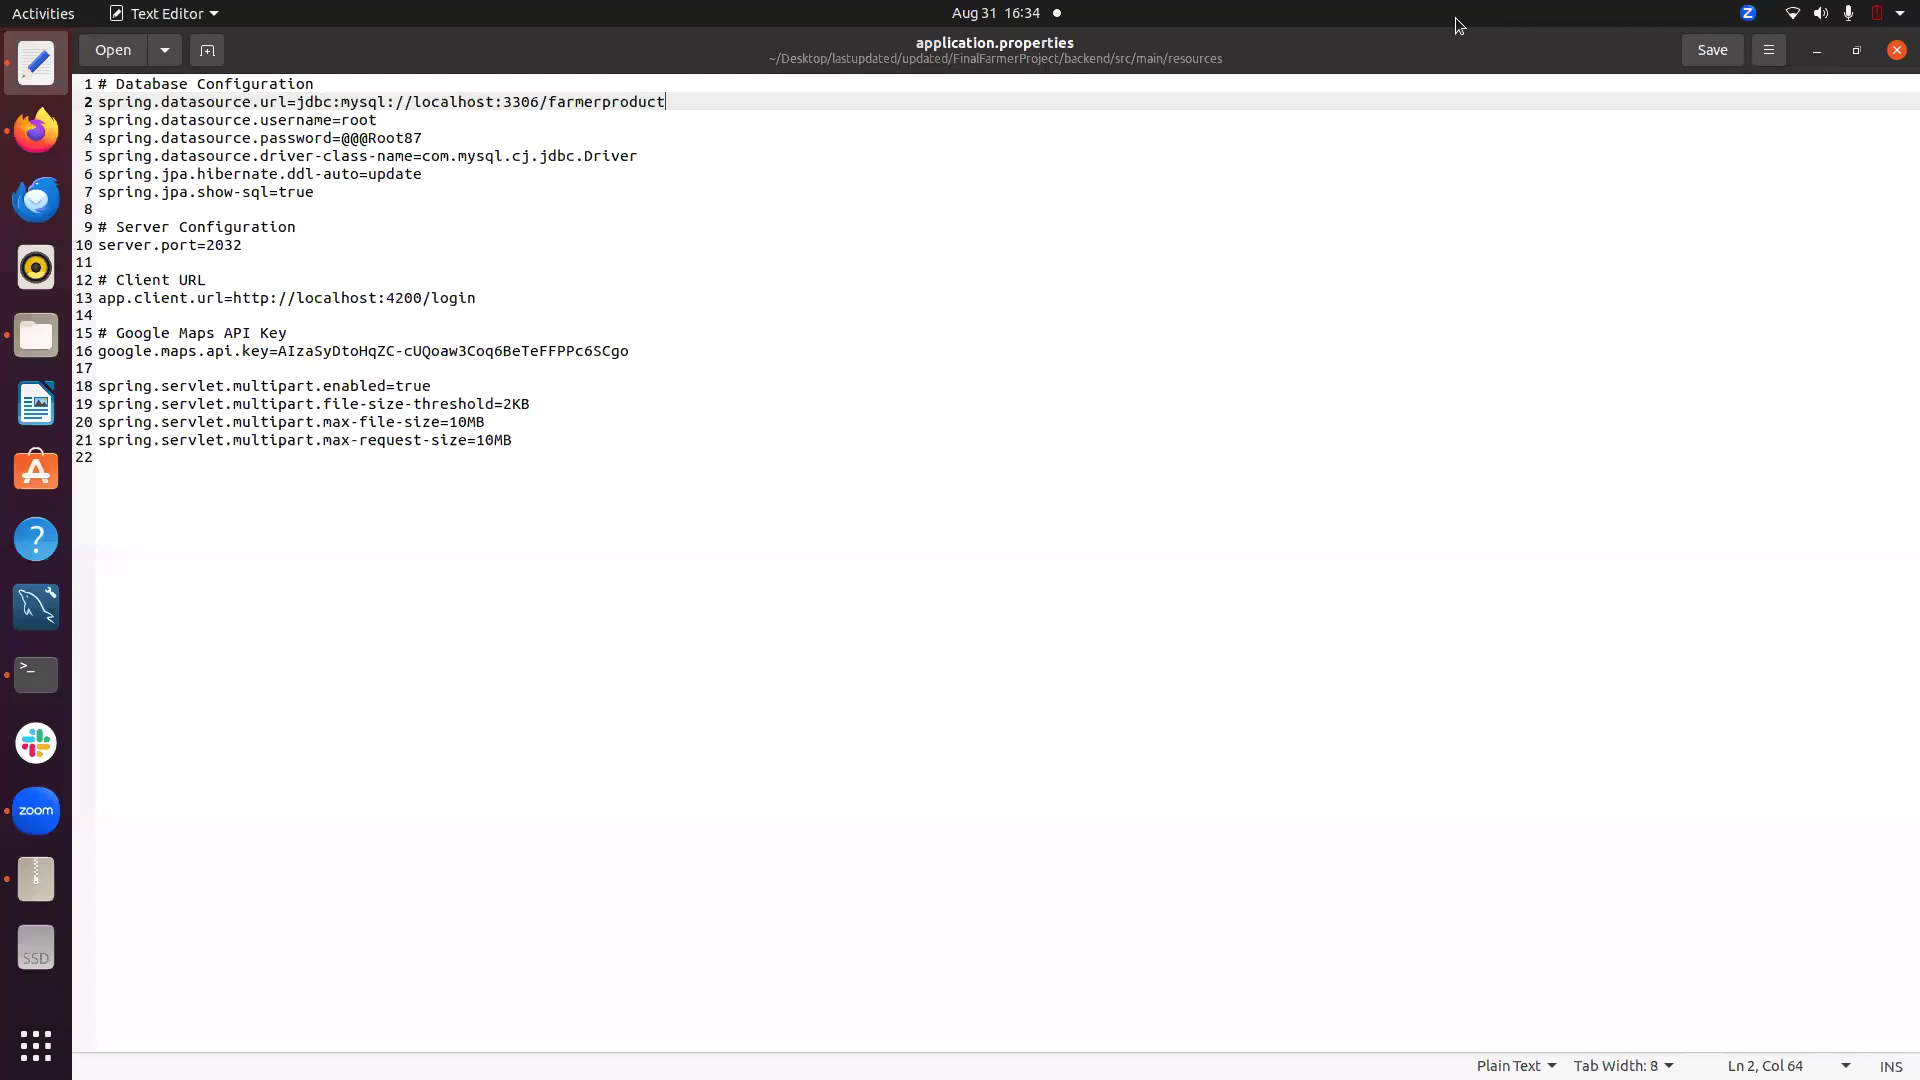 Activities
Text Editor
Aug 31 16:34
Z
Open
application.properties
~/Desktop/lastupdated/updated/FinalFarmerProject/backend/src/main/resources
Save
1 # Database Configuration
2 spring.datasource.url=jdbc:mysql://localhost:3306/farmerproduct
3 spring.datasource.username=root
4 spring.datasource.password=@@@Root87
5 spring.datasource.driver-class-name=com.mysql.cj.jdbc.Driver
6 spring.jpa.hibernate.ddl-auto=update
7 spring.jpa.show-sql=true
8
9 # Server Configuration
10 server.port=2032
11
12 # Client URL
13 app.client.url=http://localhost:4200/login
14
15 # Google Maps API Key
16 google.maps.api.key=AIzaSyDtoHqZC-cUQoaw3Coq6BeTeFFPPc6SCgo
17
18 spring.servlet.multipart.enabled=true
19 spring.servlet.multipart.file-size-threshold=2KB
20 spring.servlet.multipart.max-file-size=10MB
21 spring.servlet.multipart.max-request-size=10MB
22
?
>_
zoom
SSD
Plain Text
Tab Width: 8
Ln 2, Col 64
INS